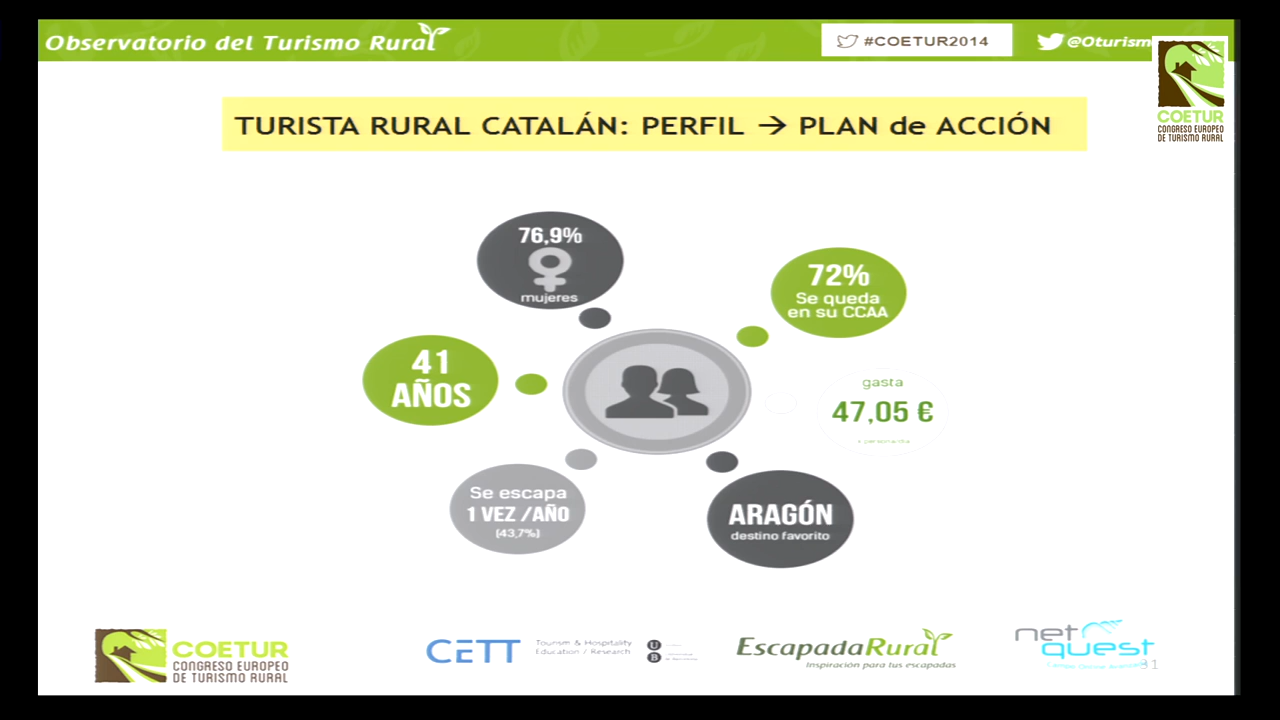 Observatorio del Turismo Rural
#COETUR2014
@Oturism
COETUR
CONGRESO EUROPEO
DE TURISMO RURAL
TURISTA RURAL CATALÁN: PERFIL → PLAN de ACCIÓN
76,9%
mujeres
72%
Se queda
en su CCAA
41
AÑOS
gasta
47,05 €
Se escapa
1 VEZ /AÑO
(43,7%)
ARAGÓN
destino favorito
COETUR
CONGRESO EUROPEO
DE TURISMO RURAL
CETT
Tourism & Hospitality
Education / Research
U
B
EscapadaRural
Inspiración para tus escapadas
net
quest
31